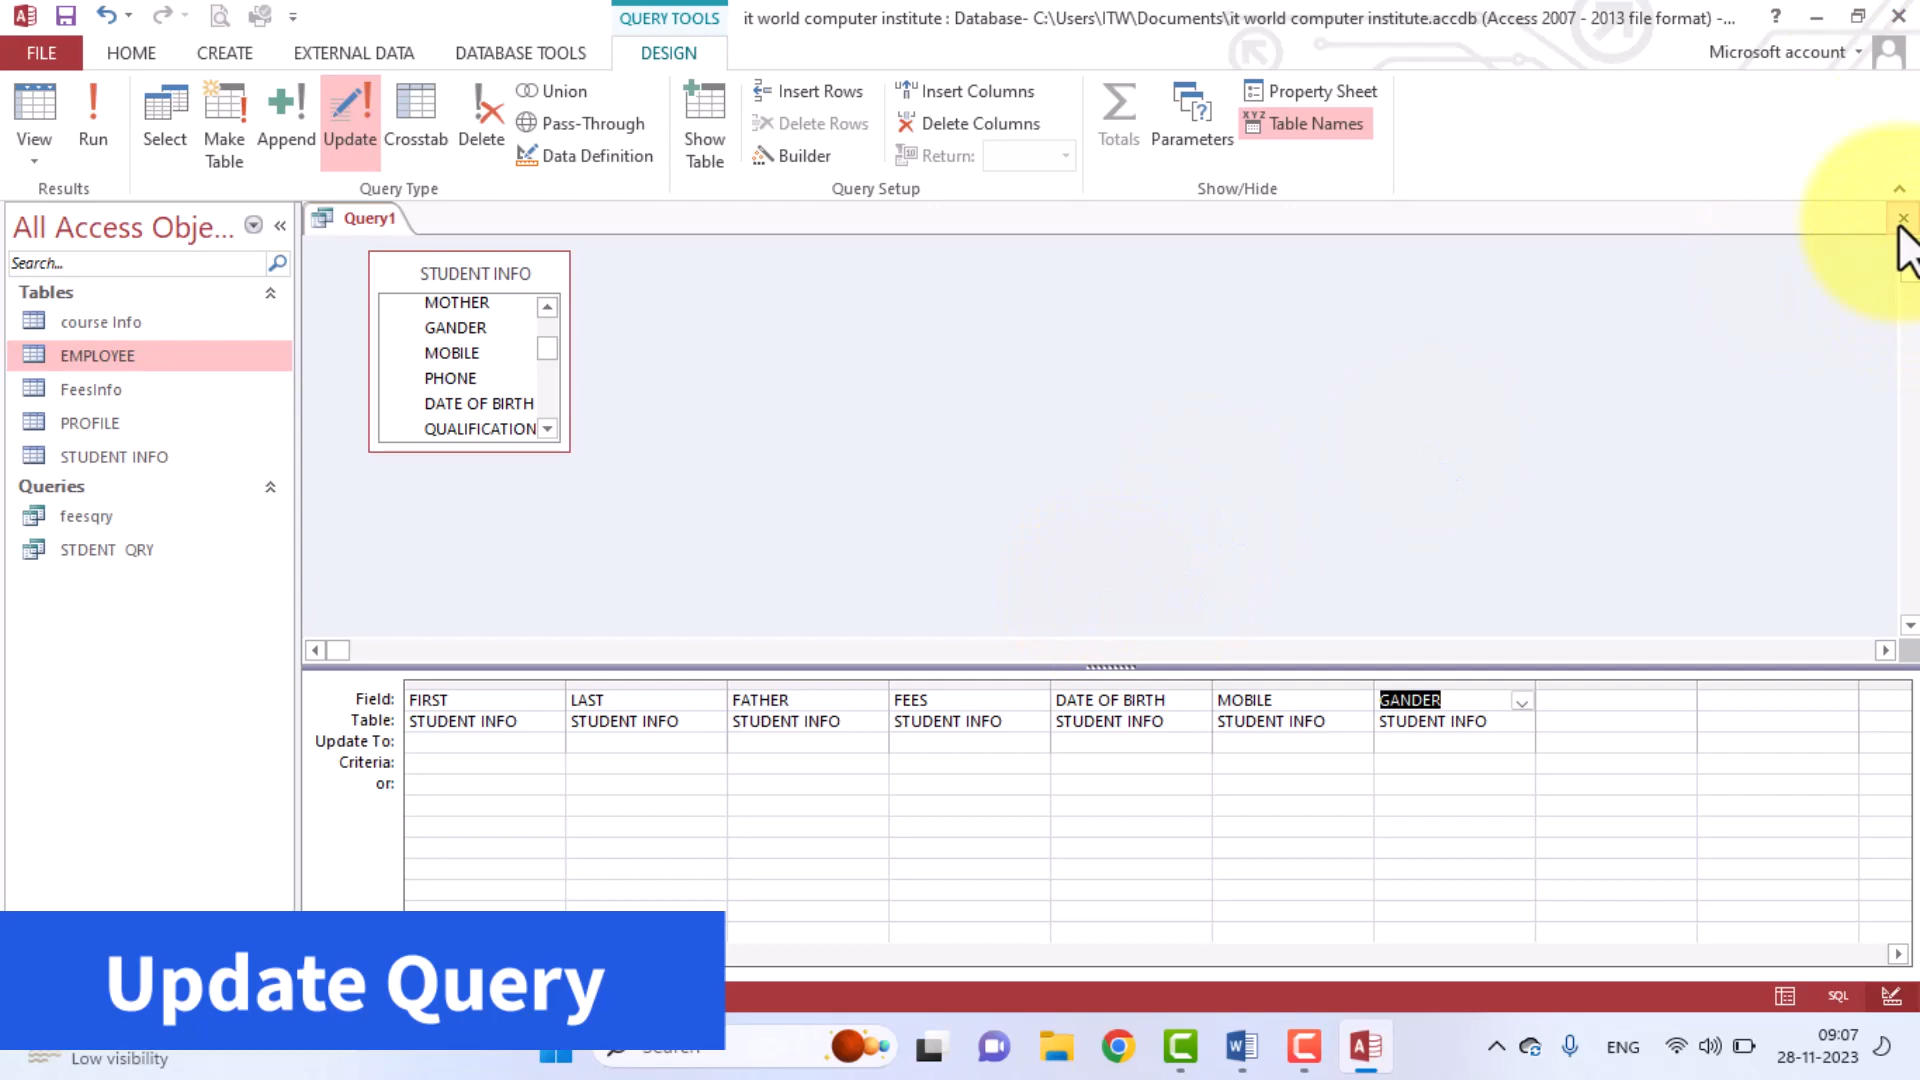 QUERY TOOLS
it world computer institute : Database- C:\Users\ITW\Documents\it world computer institute.accdb (Access 2007 - 2013 file format) -...
?
FILE
HOME
CREATE
EXTERNAL DATA
DATABASE TOOLS
DESIGN
Microsoft account
View
Run
Results
Select
Make
Table
Append
Update
Crosstab
Delete
Union
Pass-Through
Data Definition
Query Type
Show
Table
Insert Rows
Delete Rows
Builder
Insert Columns
Delete Columns
Return:
Query Setup
Totals
Parameters
Property Sheet
XYZ Table Names
Show/Hide
All Access Obje...
Search...
Tables
course Info
EMPLOYEE
FeesInfo
PROFILE
STUDENT INFO
Queries
feesqry
STDENT QRY
Query1
STUDENT INFO
MOTHER
GANDER
MOBILE
PHONE
DATE OF BIRTH
QUALIFICATION
Field: FIRST LAST FATHER FEES DATE OF BIRTH MOBILE GANDER
Table: STUDENT INFO STUDENT INFO STUDENT INFO STUDENT INFO STUDENT INFO STUDENT INFO STUDENT INFO
Update To:
Criteria:
or:
Update Query
SQL
Low visibility
ENG
09:07
28-11-2023